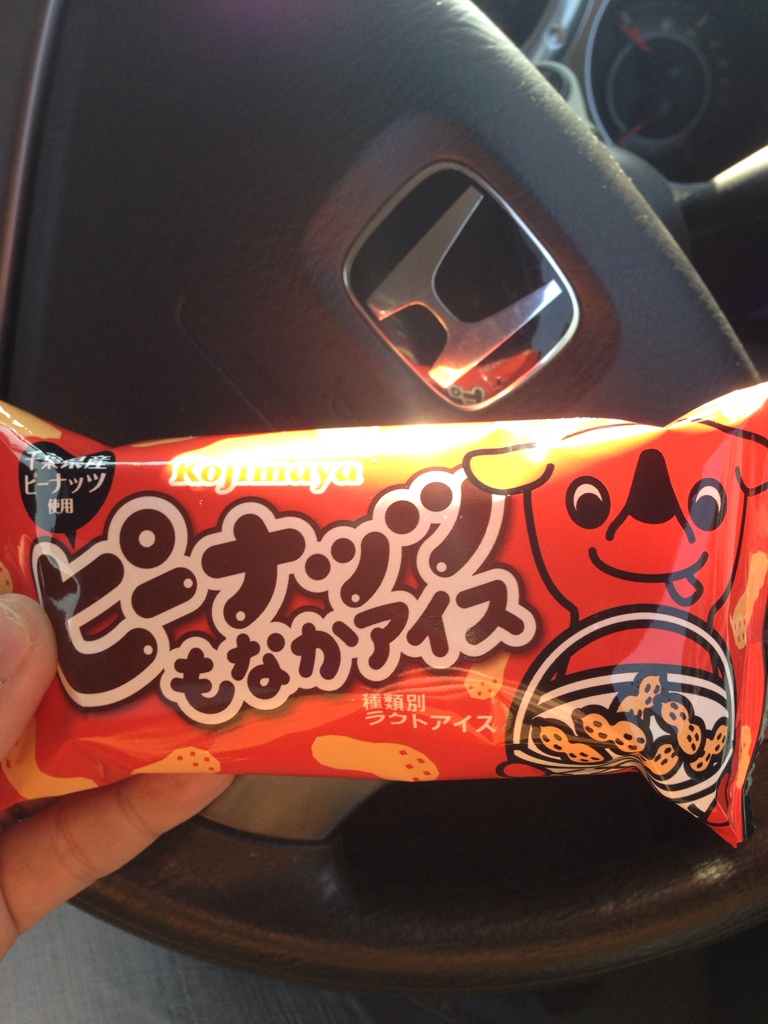 千葉県産
ピーナッツ
使用
Kojimaya
ピーナッツ
もなかアイス
種類別
ラクトアイス